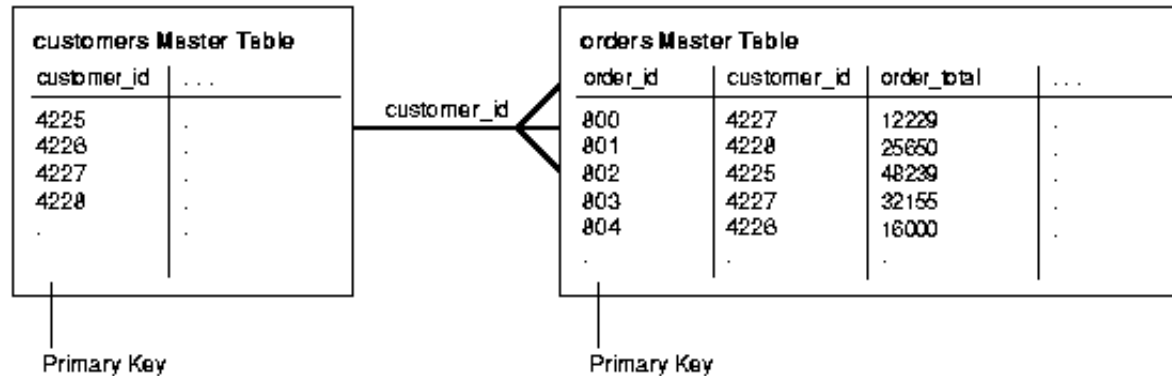 customers Master Table
customer_id ...
4225 .
4226 .
4227 .
4228 .
. .
customer_id
orders Master Table
order_id customer_id order_total ...
800 4227 12229 .
801 4228 25650 .
802 4225 48239 .
803 4227 32155 .
804 4226 16000 .
. . . .
Primary Key
Primary Key